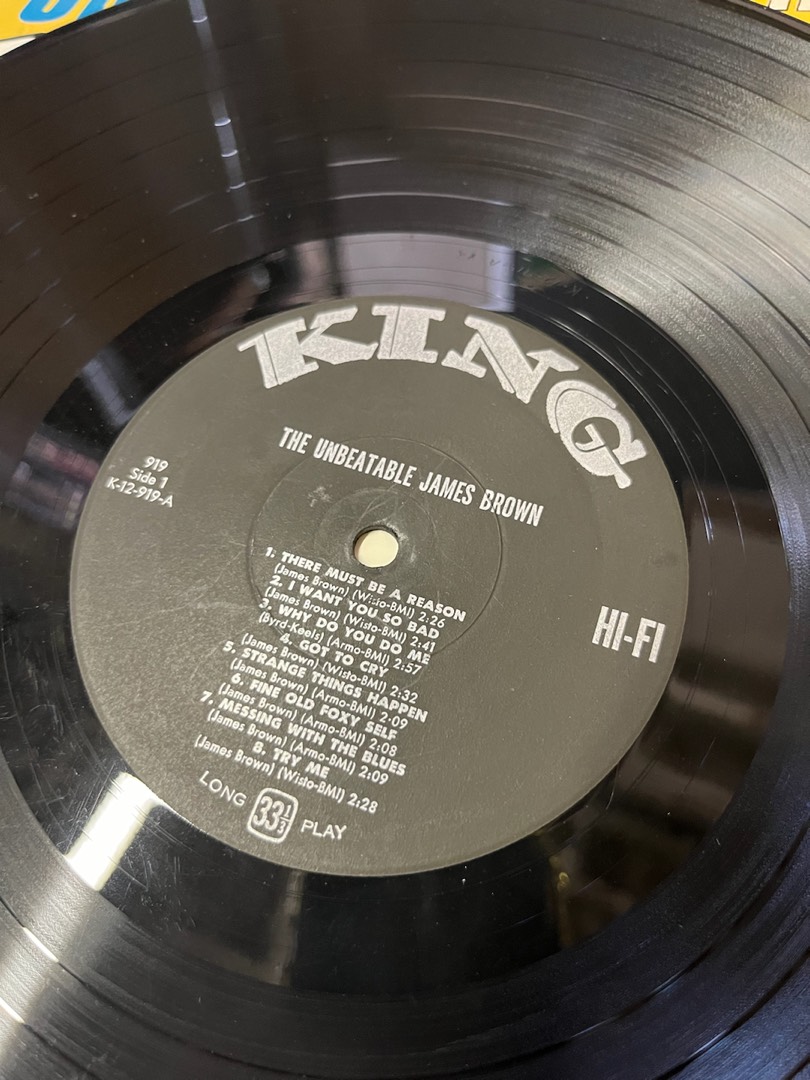 KING
THE UNBEATABLE JAMES BROWN
919
Side 1
K-12-919-A
1. THERE MUST BE A REASON
(James Brown) (Wisto-BMI) 2:26
2. I WANT YOU SO BAD
(James Brown) (Wisto-BMI) 2:41
3. WHY DO YOU DO ME
(Byrd-Keels) (Armo-BMI) 2:57
4. GOT TO CRY
(James Brown) (Wisto-BMI) 2:32
5. STRANGE THINGS HAPPEN
(James Brown) (Armo-BMI) 2:09
6. FINE OLD FOXY SELF
(James Brown) (Armo-BMI) 2:08
7. MESSING WITH THE BLUES
(James Brown) (Armo-BMI) 2:09
8. TRY ME
(James Brown) (Wisto-BMI) 2:28
HI-FI
LONG 33 1/3 PLAY